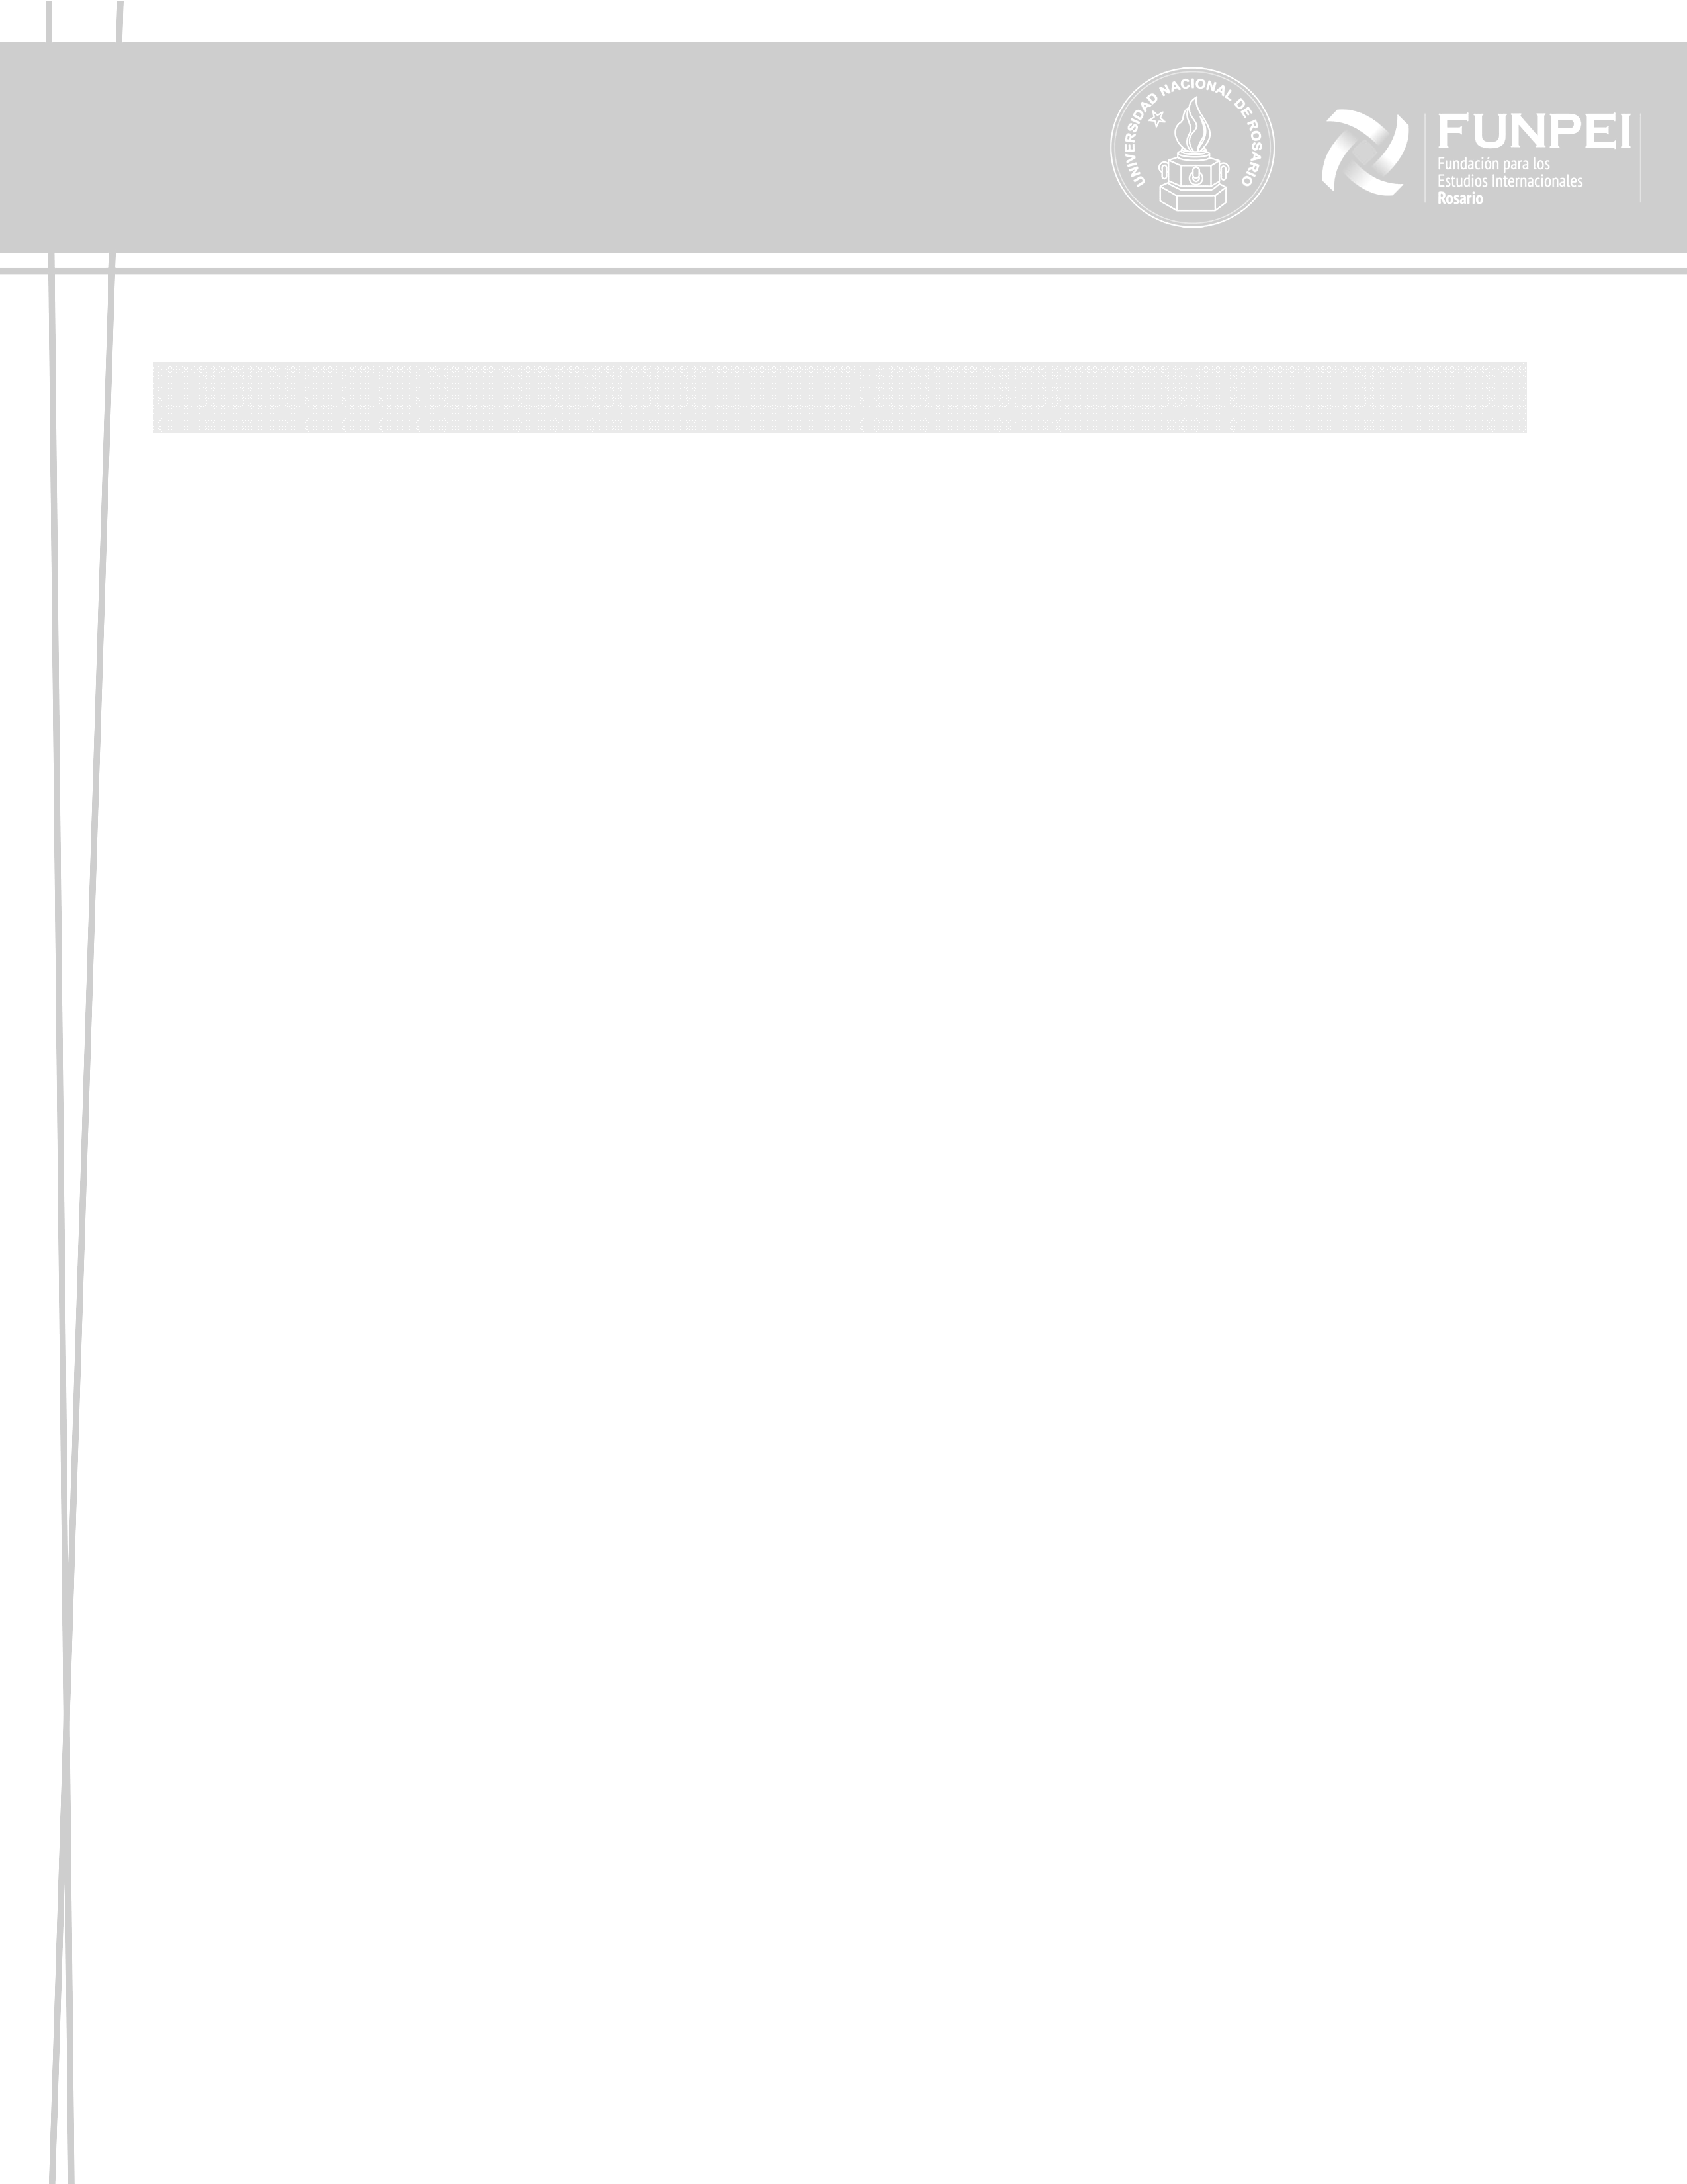 UNIVERSIDAD NACIONAL DE ROSARIO
FUNPEI
Fundación para los
Estudios Internacionales
Rosario